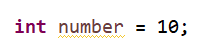 int number = 10;